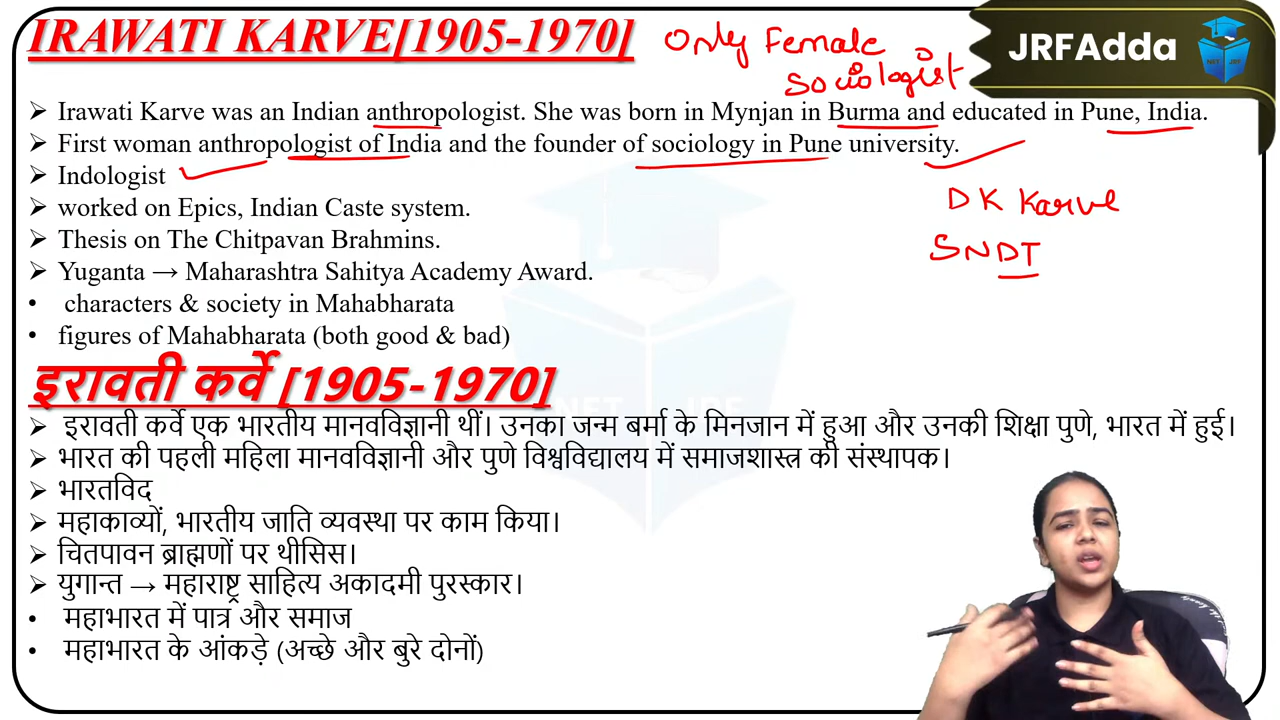 IRAWATI KARVE[1905-1970]
Only Female
Sociologist
JRFAdda
NET JRF
➢ Irawati Karve was an Indian anthropologist. She was born in Mynjan in Burma and educated in Pune, India.
➢ First woman anthropologist of India and the founder of sociology in Pune university.
➢ Indologist
➢ worked on Epics, Indian Caste system.
DK Karve
➢ Thesis on The Chitpavan Brahmins.
SNDT
➢ Yuganta → Maharashtra Sahitya Academy Award.
• characters & society in Mahabharata
• figures of Mahabharata (both good & bad)
इरावती कर्वे [1905-1970]
NET JRF
➢ इरावती कर्वे एक भारतीय मानवविज्ञानी थीं। उनका जन्म बर्मा के मिनजान में हुआ और उनकी शिक्षा पुणे, भारत में हुई।
➢ भारत की पहली महिला मानवविज्ञानी और पुणे विश्वविद्यालय में समाजशास्त्र की संस्थापक।
➢ भारतविद
➢ महाकाव्यों, भारतीय जाति व्यवस्था पर काम किया।
➢ चितपावन ब्राह्मणों पर थीसिस।
➢ युगान्त → महाराष्ट्र साहित्य अकादमी पुरस्कार।
• महाभारत में पात्र और समाज
• महाभारत के आंकड़े (अच्छे और बुरे दोनों)